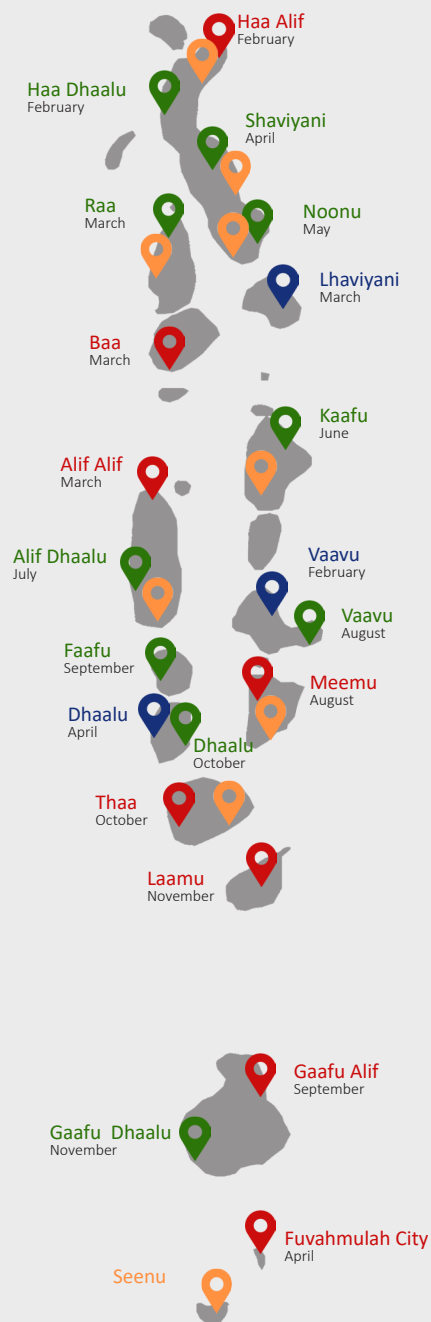 Haa Alif
February
Haa Dhaalu
February
Shaviyani
April
Raa
March
Noonu
May
Lhaviyani
March
Baa
March
Kaafu
June
Alif Alif
March
Alif Dhaalu
July
Vaavu
February
Vaavu
August
Faafu
September
Meemu
August
Dhaalu
April
Dhaalu
October
Thaa
October
Laamu
November
Gaafu Alif
September
Gaafu Dhaalu
November
Fuvahmulah City
April
Seenu